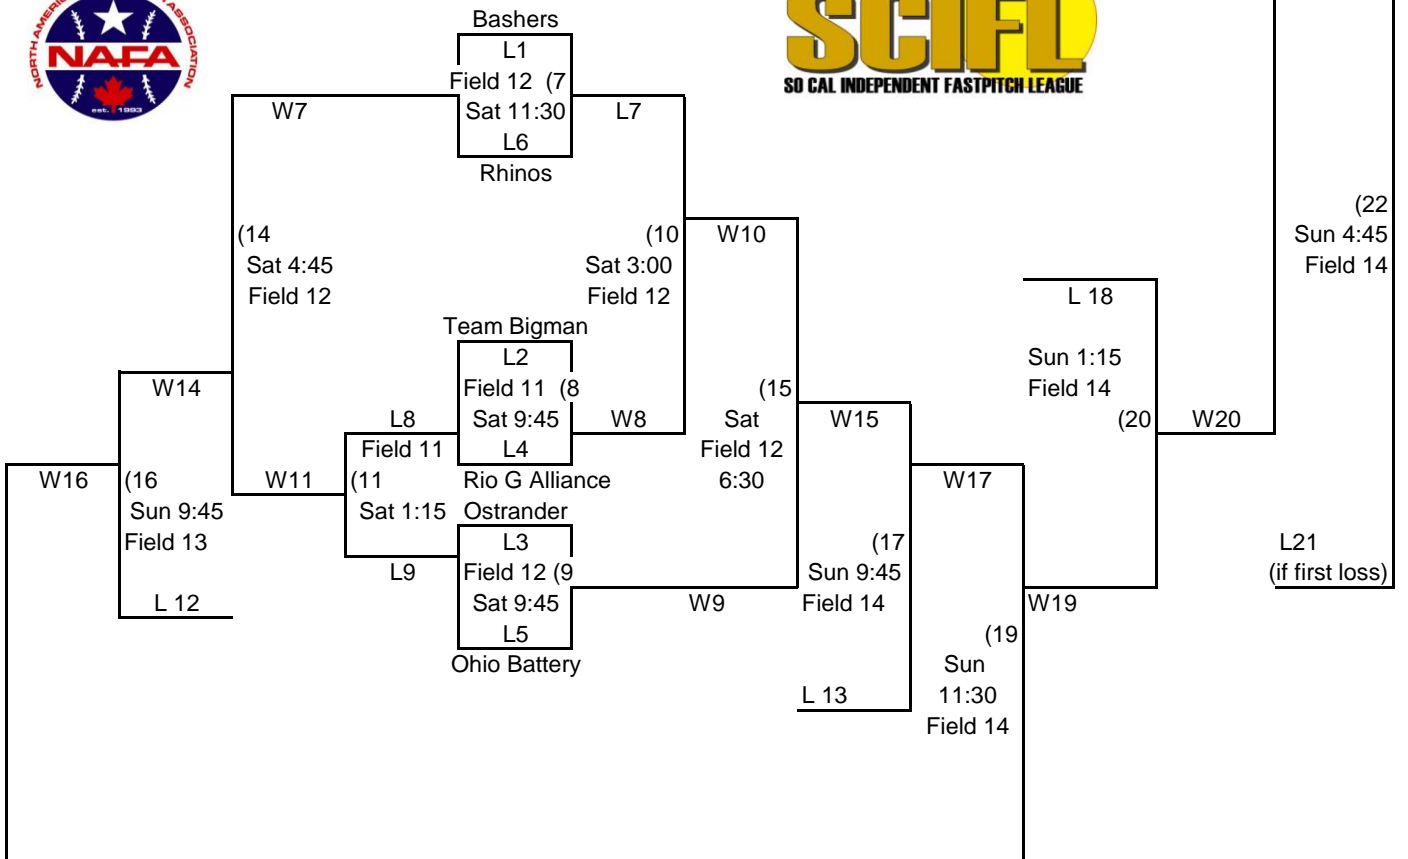 NORTH AMERI
ASSOCIATION
NAFA
est. 1993
SCIFL
SO CAL INDEPENDENT FASTPITCH LEAGUE
Bashers
L1
Field 12 (7
Sat 11:30
L6
Rhinos
W7
L7
(14
Sat 4:45
Field 12
(10
Sat 3:00
Field 12
W10
(22
Sun 4:45
Field 14
L 18
Team Bigman
L2
Field 11 (8
Sat 9:45
L4
Rio G Alliance
W14
L8
Field 11
W8
(15
Sat
Field 12
6:30
W15
Sun 1:15
Field 14
(20
W20
W16
(16
Sun 9:45
Field 13
W11
(11
Sat 1:15
Ostrander
L3
Field 12 (9
Sat 9:45
L5
Ohio Battery
L9
L 12
W9
W17
(17
Sun 9:45
Field 14
L21
(if first loss)
W19
(19
Sun
11:30
Field 14
L 13